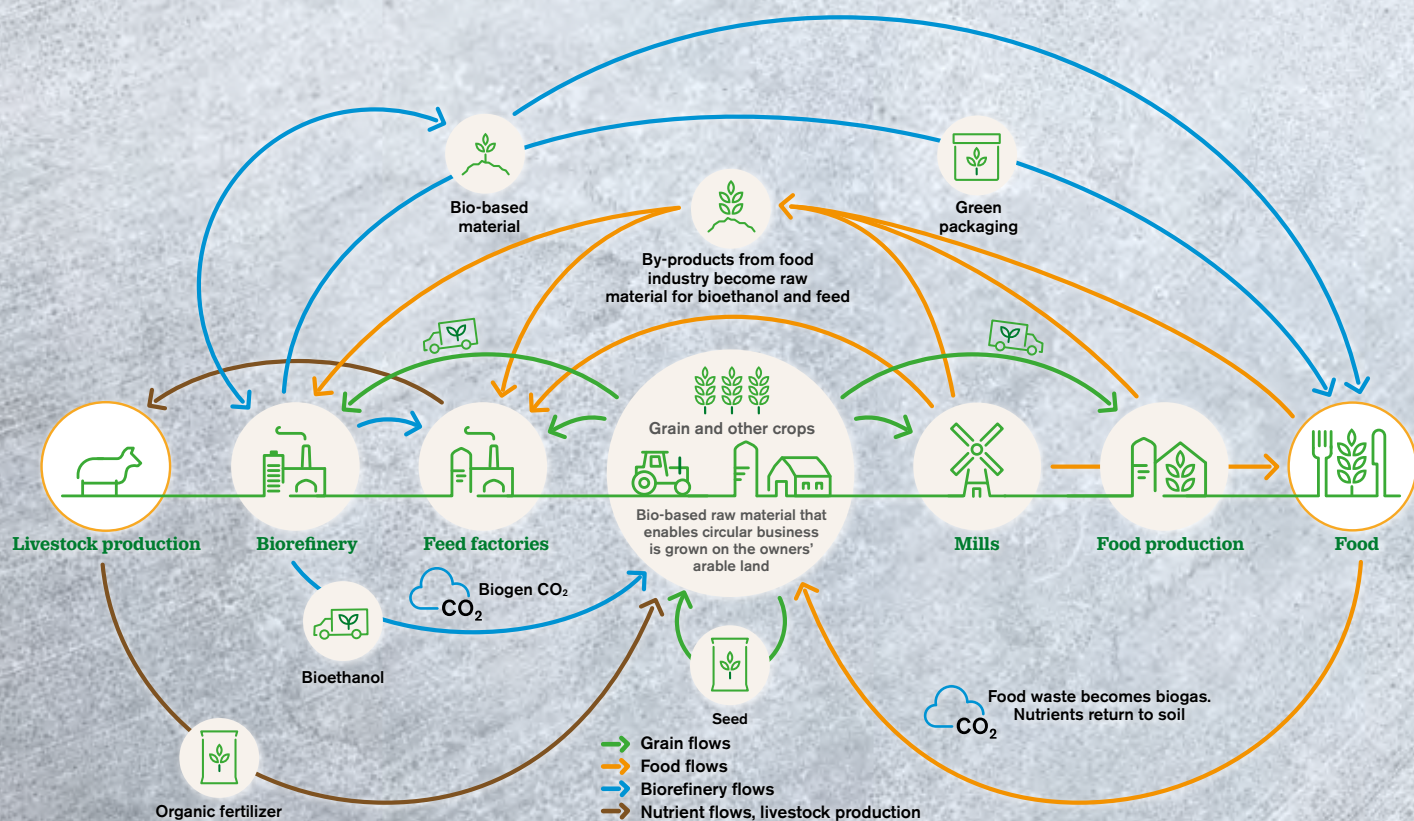 Bio-based
material
Green
packaging
By-products from food
industry become raw
material for bioethanol and feed
Grain and other crops
Bio-based raw material that
enables circular business
is grown on the owners’
arable land
Livestock production
Biorefinery
Feed factories
Mills
Food production
Food
CO₂
Biogen CO₂
Bioethanol
Seed
CO₂
Food waste becomes biogas.
Nutrients return to soil
Organic fertilizer
Grain flows
Food flows
Biorefinery flows
Nutrient flows, livestock production